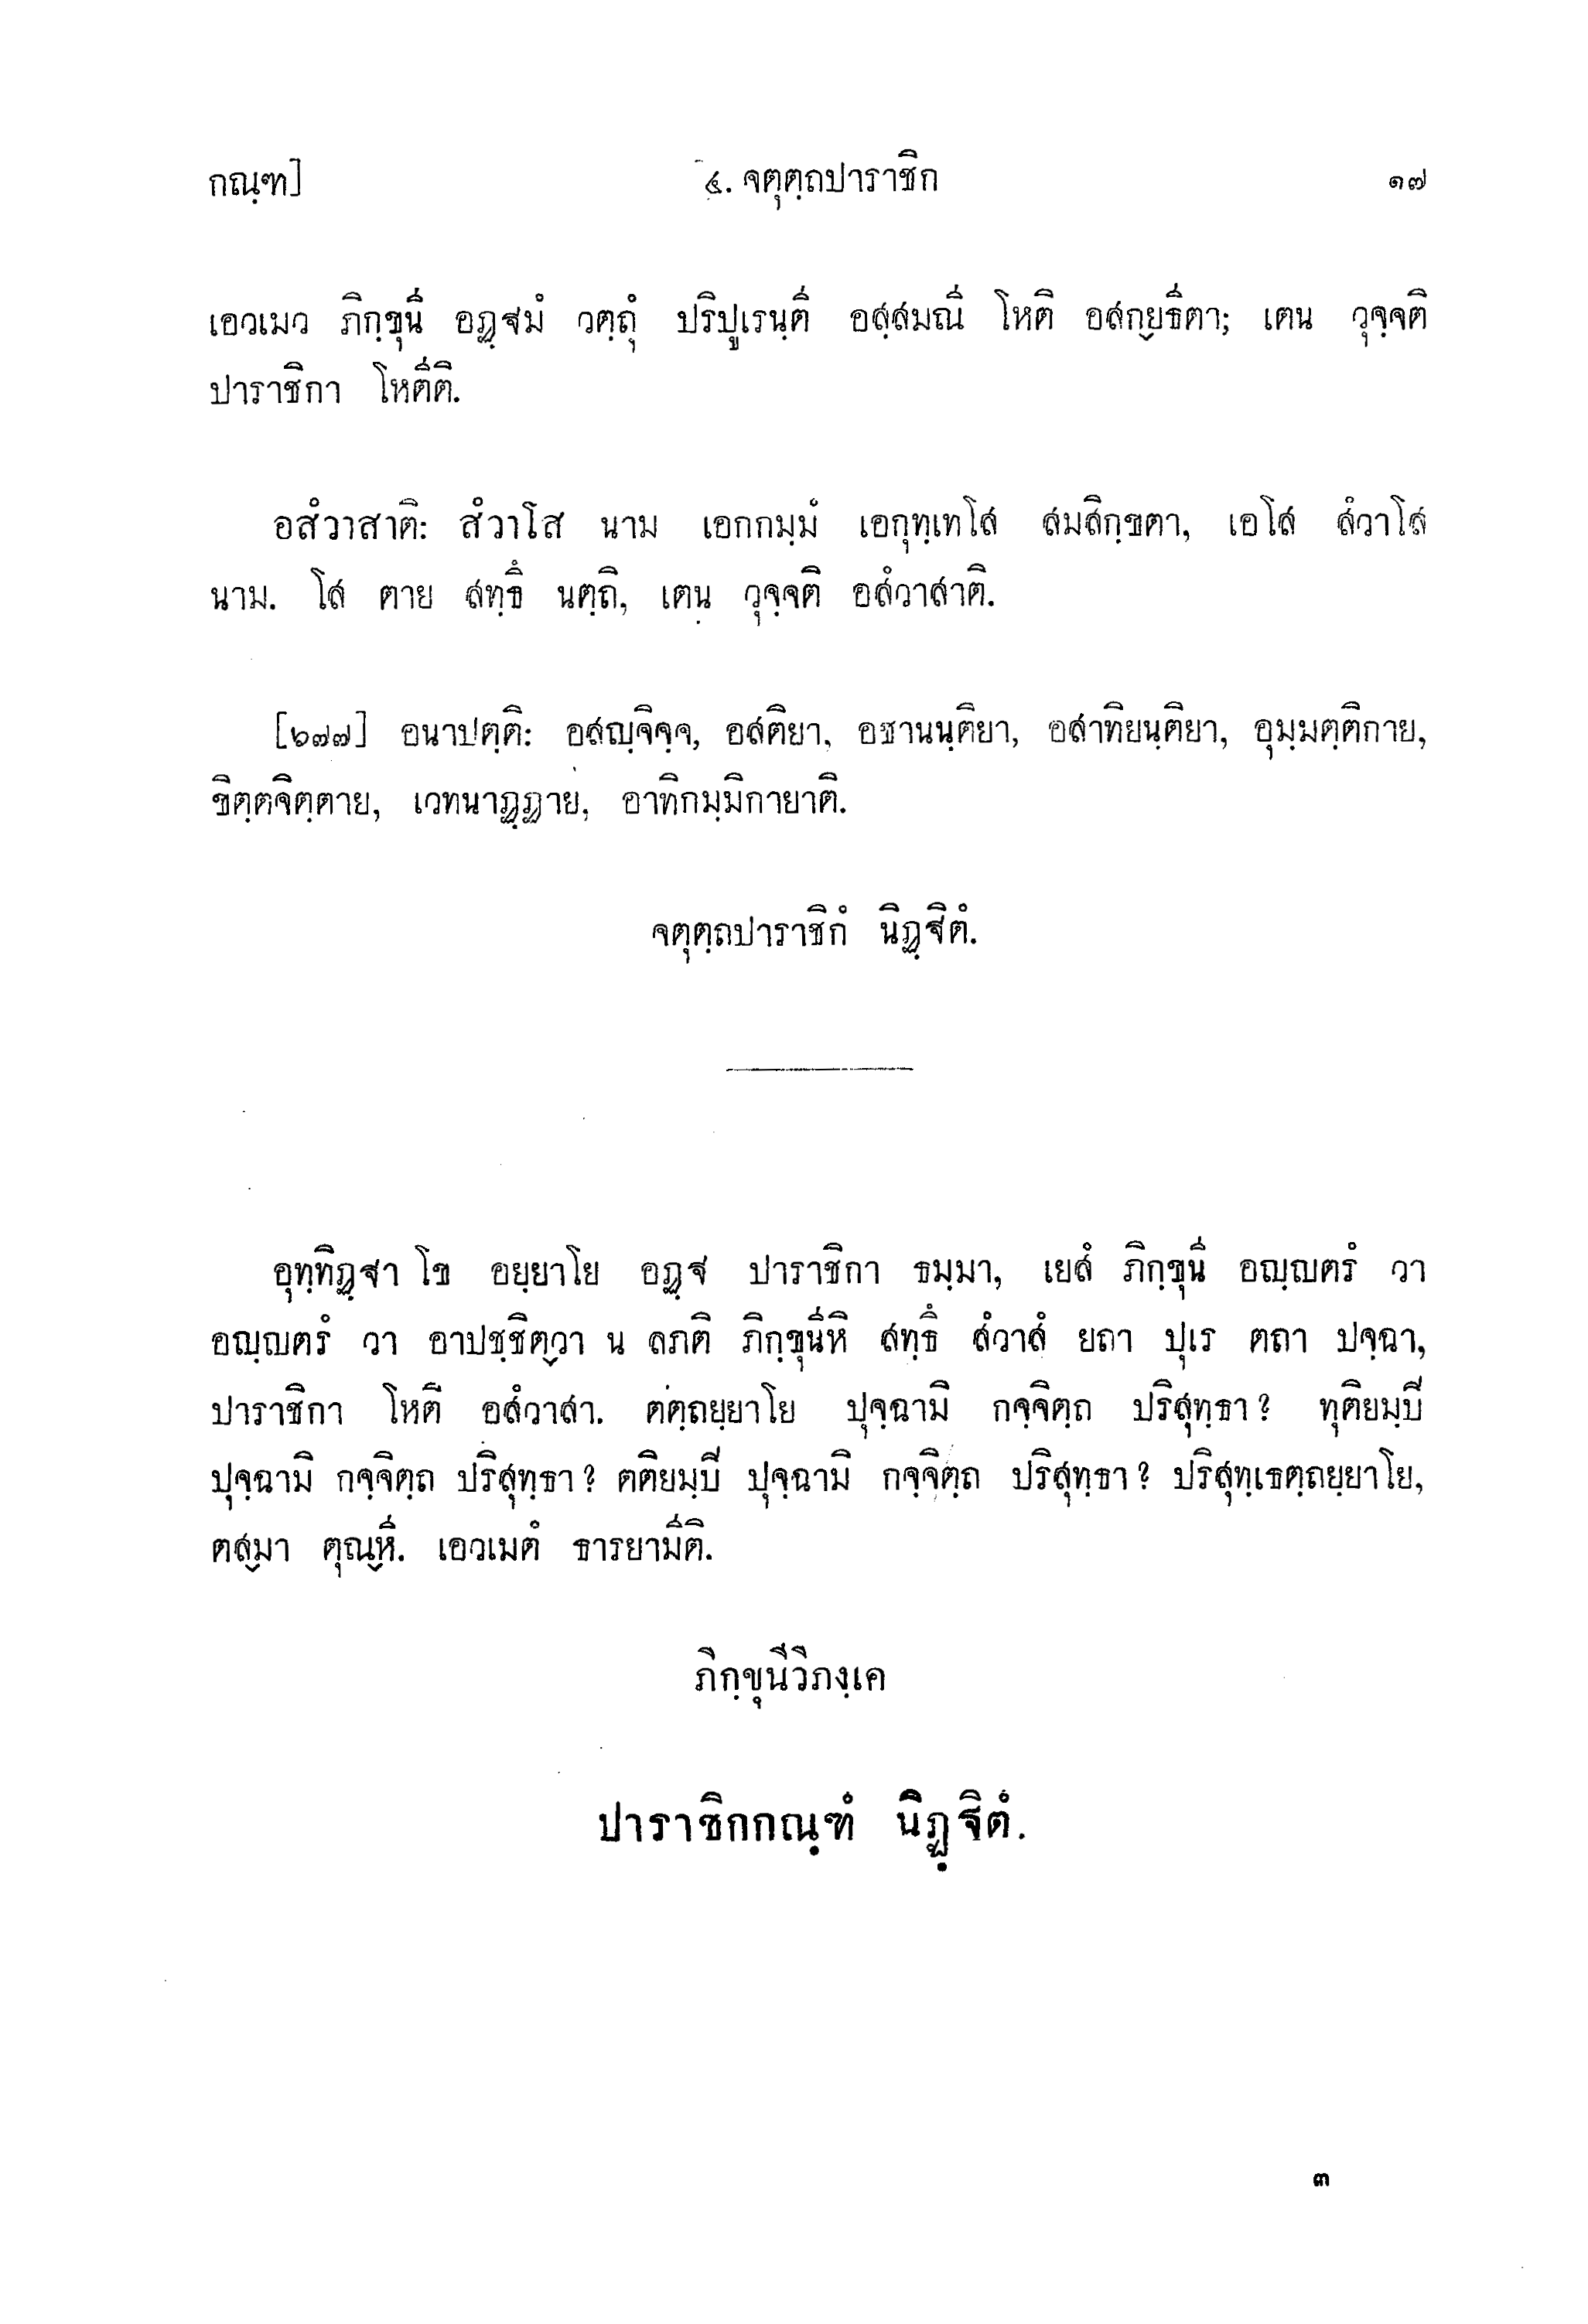 กณฺฑ] ๔. จตุตฺถปาราชิก ๑๗
เอวเมว ภิกฺขุนี อฏฺฐมํ วตฺถุํ ปริปูเรนฺตี อสฺสมณี โหติ อสกฺยธีตา; เตน วุจฺจติ
ปาราชิกา โหตีติ.
อสํวาสาติ: สํวาโส นาม เอกกมฺมํ เอกุทฺเทโส สมสิกฺขตา, เอโส สํวาโส
นาม. โส ตาย สทฺธึ นตฺถิ, เตน วุจฺจติ อสํวาสาติ.
[๖๗๗] อนาปตฺติ: อสญฺจิจฺจ, อสติยา, อชานนฺติยา, อสาทิยนฺติยา, อุมฺมตฺติกาย,
ขิตฺตจิตฺตาย, เวทนาฏฺฏาย, อาทิกมฺมิกายาติ.
จตุตฺถปาราชิกํ นิฏฺฐิตํ.
อุทฺทิฏฺฐา โข อยฺยาโย อฏฺฐ ปาราชิกา ธมฺมา, เยสํ ภิกฺขุนี อญฺญตรํ วา
อญฺญตรํ วา อาปชฺชิตฺวา น ลภติ ภิกฺขุนีหิ สทฺธึ สํวาสํ ยถา ปุเร ตถา ปจฺฉา,
ปาราชิกา โหติ อสํวาสา. ตตฺถยฺยาโย ปุจฺฉามิ กจฺจิตฺถ ปริสุทฺธา? ทุติยมฺปิ
ปุจฺฉามิ กจฺจิตฺถ ปริสุทฺธา? ตติยมฺปิ ปุจฺฉามิ กจฺจิตฺถ ปริสุทฺธา? ปริสุทฺเธตฺถยฺยาโย,
ตสฺมา ตุณฺหี. เอวเมตํ ธารยามีติ.
ภิกฺขุนีวิภงฺเค
ปาราชิกกณฺฑํ นิฏฺฐิตํ.
๓